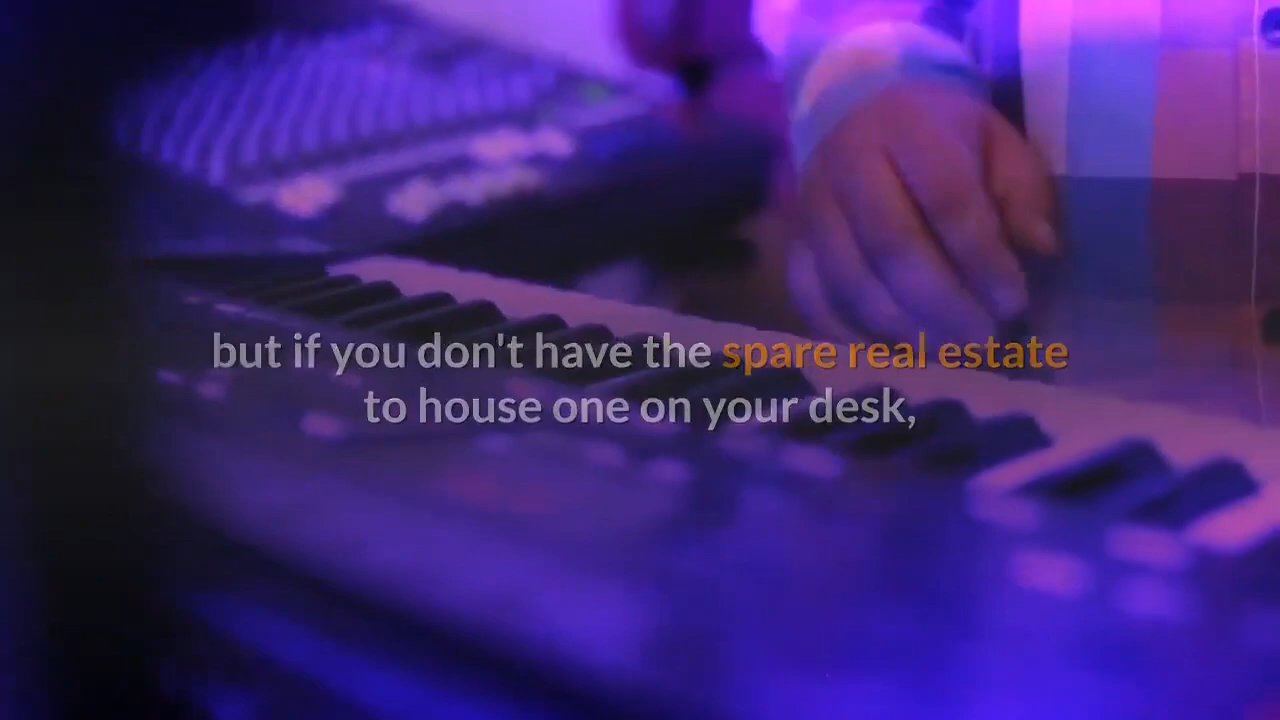 but if you don't have the spare real estate
to house one on your desk,